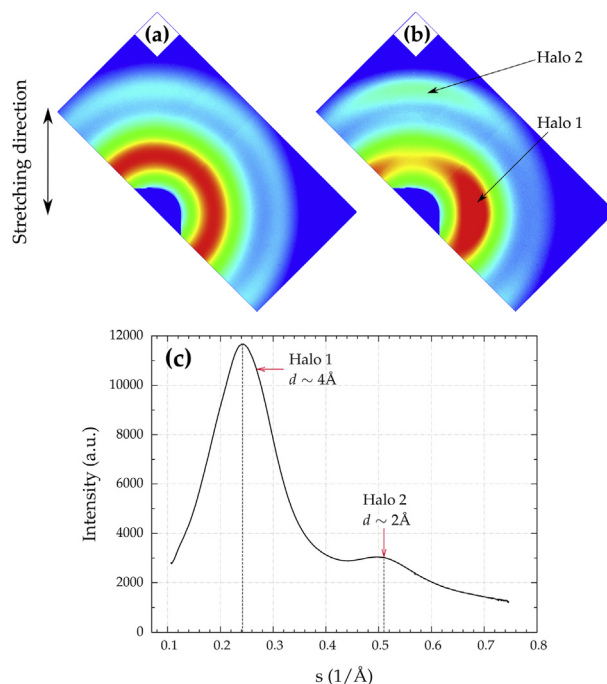 (a)
(b)
Halo 2
Halo 1
Stretching direction
(c)
12000
10000
8000
6000
4000
2000
Intensity (a.u.)
Halo 1
d ∼ 4Å
Halo 2
d ∼ 2Å
0.1 0.2 0.3 0.4 0.5 0.6 0.7 0.8
s (1/Å)